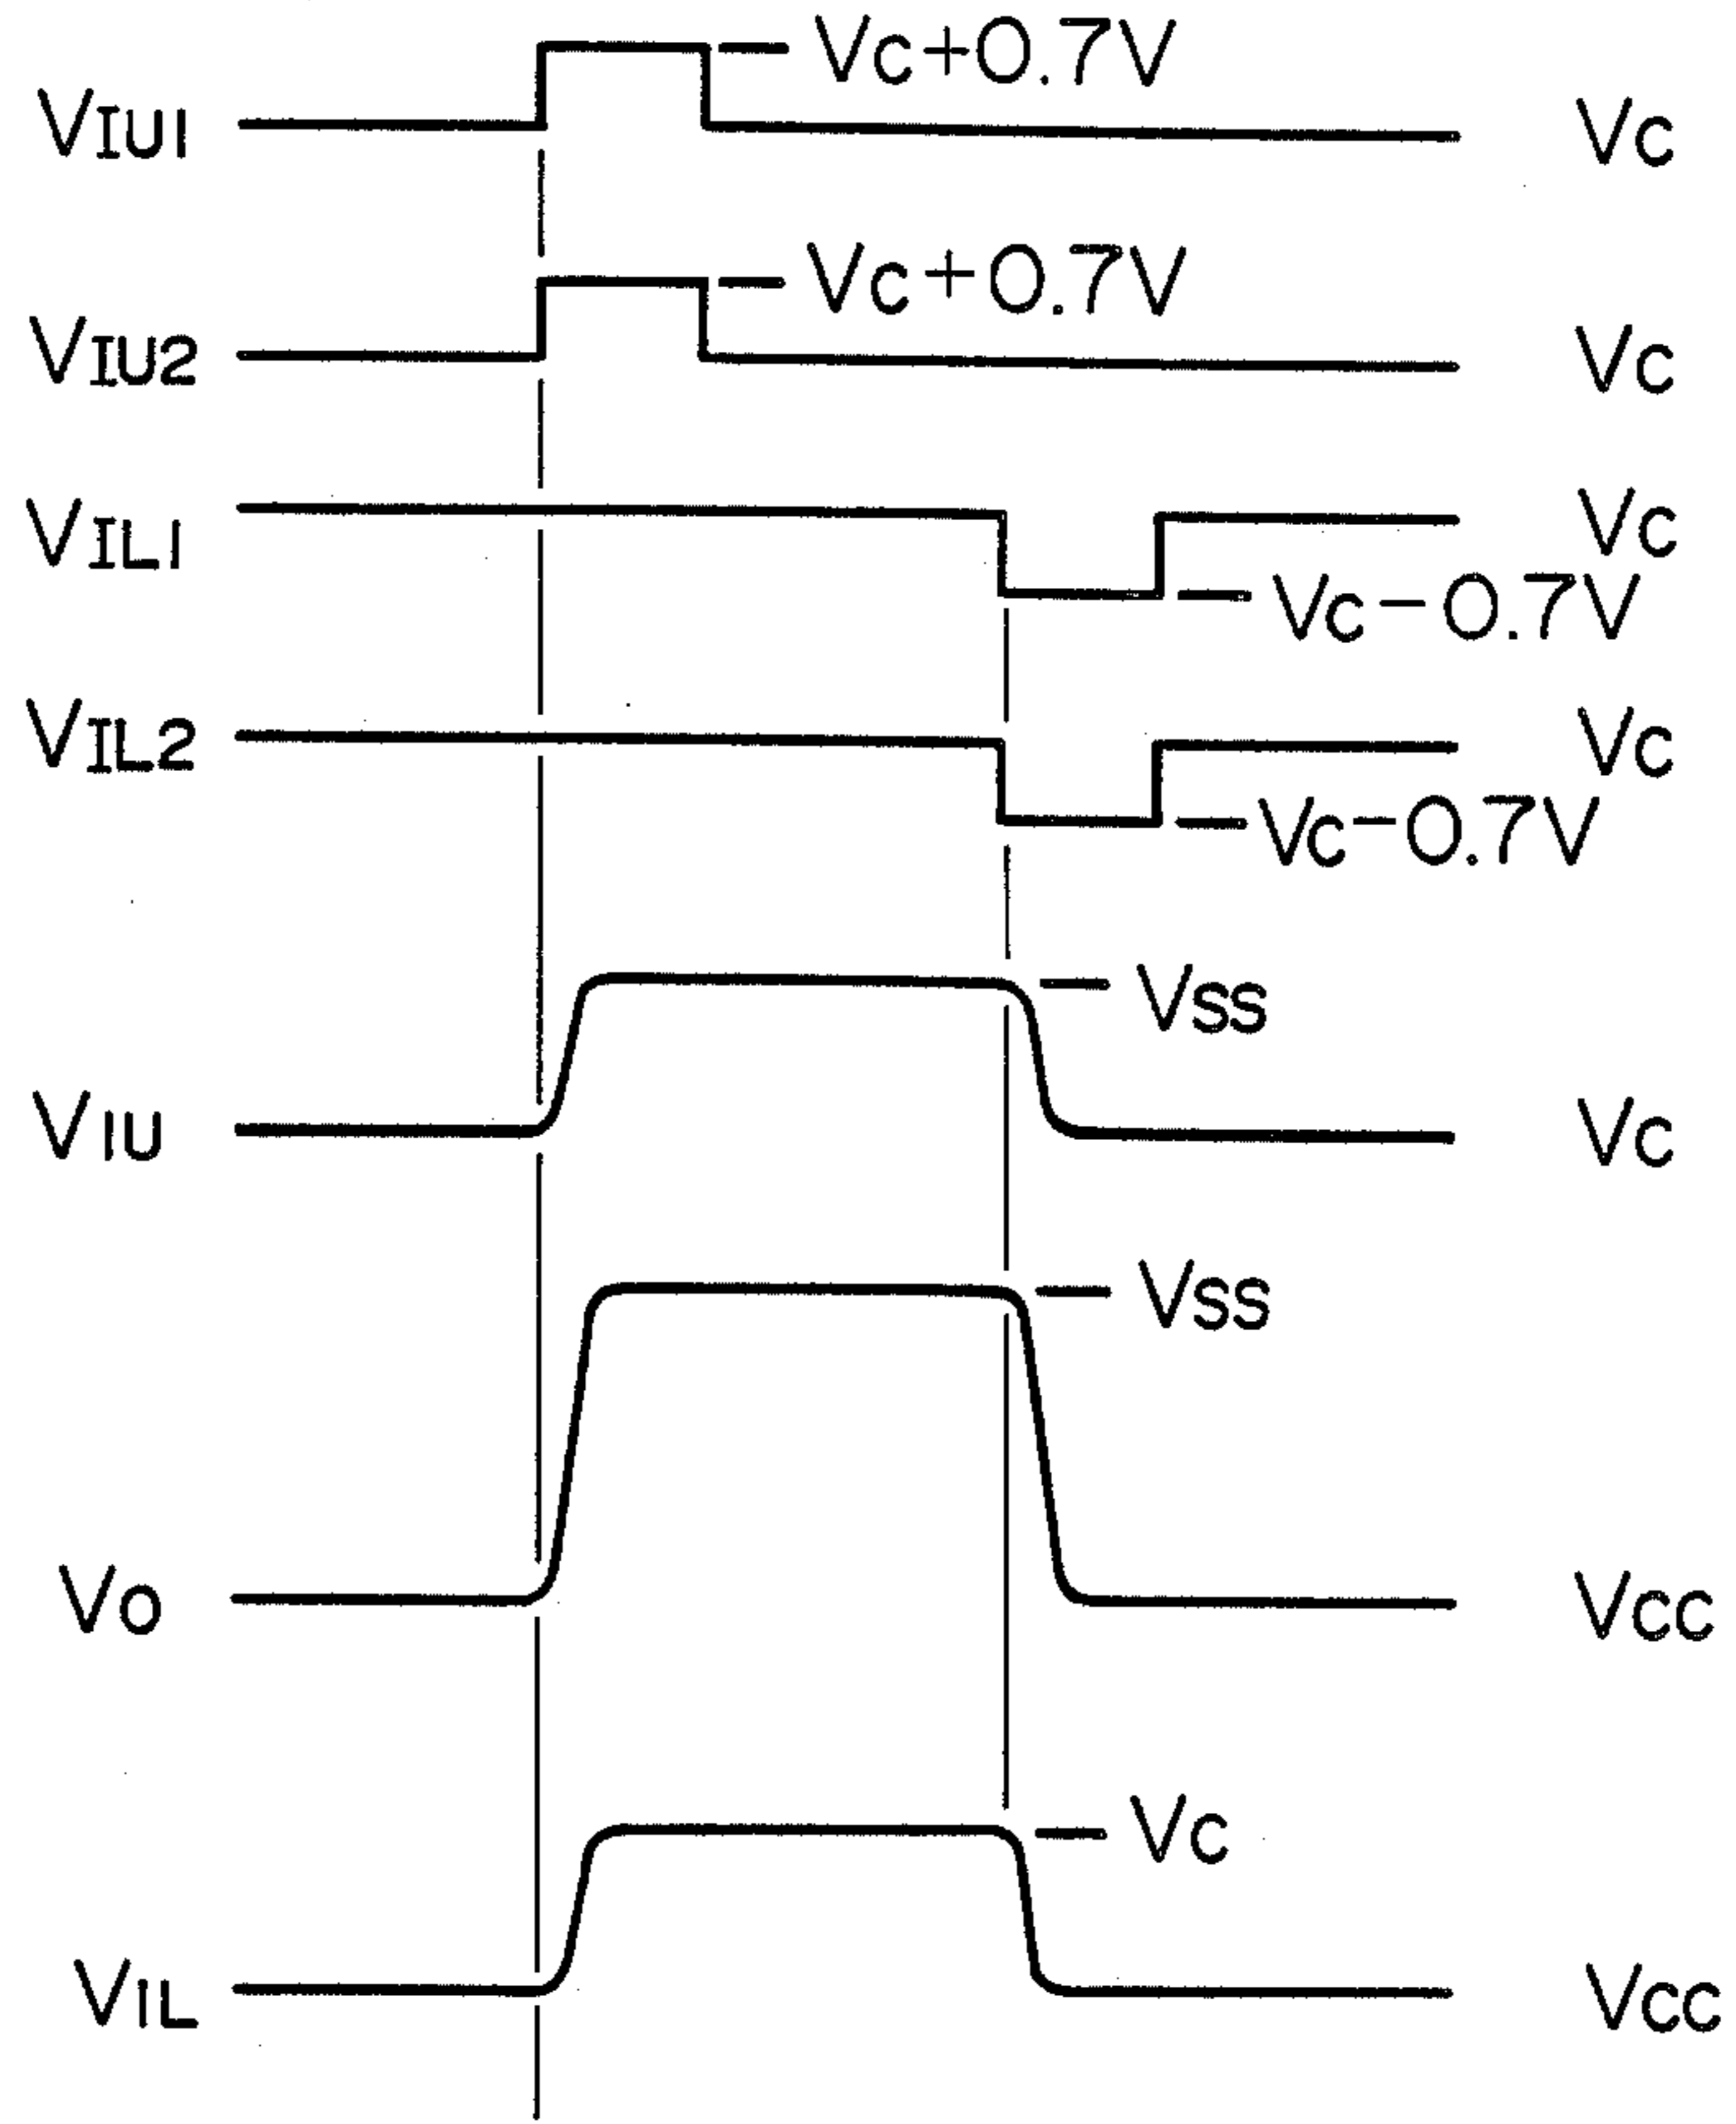 VIU1 Vc+0.7V Vc
VIU2 Vc+0.7V Vc
VIL1 Vc
Vc-0.7V
VIL2 Vc
Vc-0.7V
Vss
VIU Vc
Vss
Vo Vcc
Vc
VIL Vcc